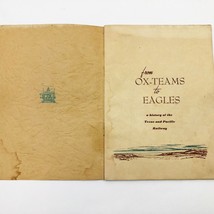 from
OX-TEAMS
to
EAGLES
A history of the
Texas and Pacific
Railway